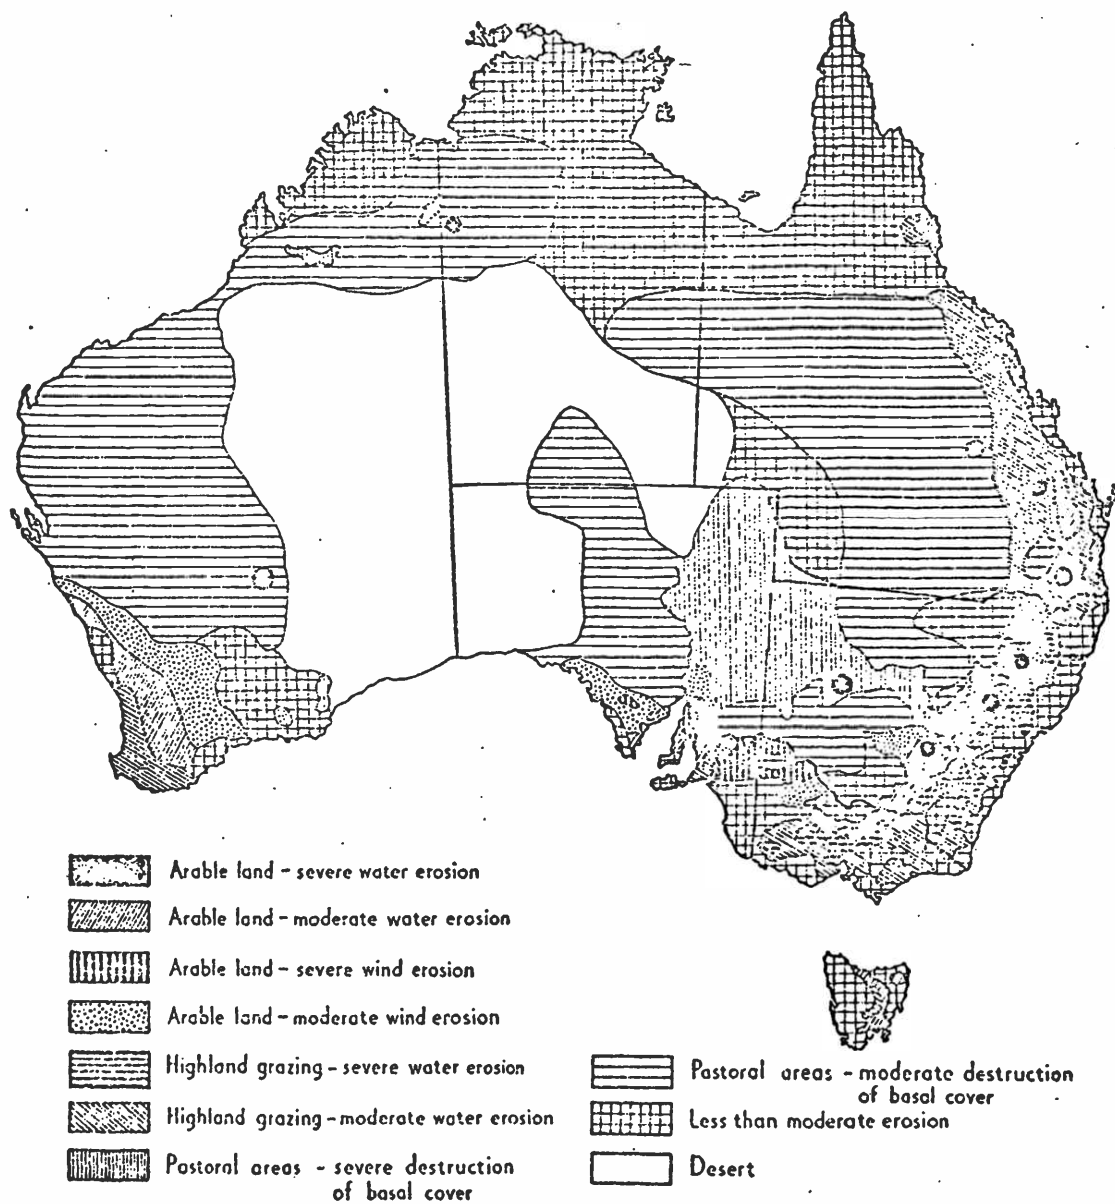 Arable land - severe water erosion
Arable land - moderate water erosion
Arable land - severe wind erosion
Arable land - moderate wind erosion
Highland grazing - severe water erosion
Highland grazing - moderate water erosion
Pastoral areas - severe destruction
of basal cover
Pastoral areas - moderate destruction
of basal cover
Less than moderate erosion
Desert